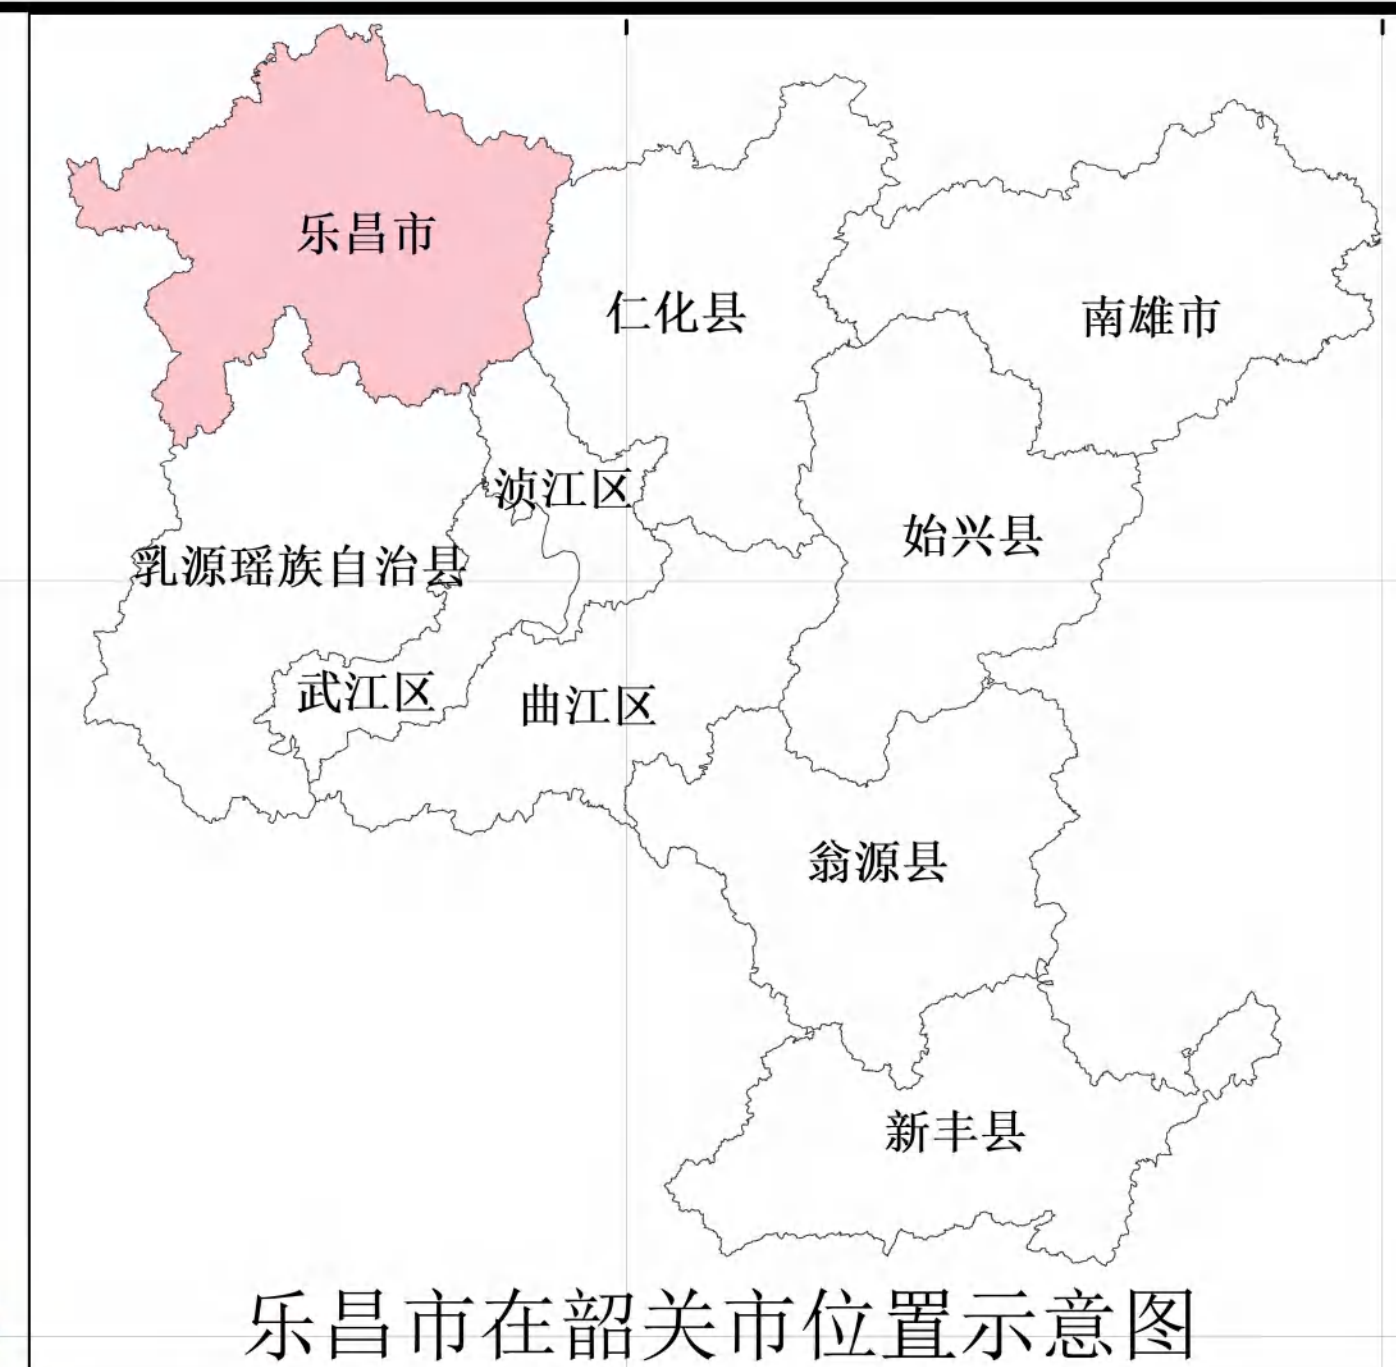 乐昌市
仁化县
南雄市
浈江区
始兴县
乳源瑶族自治县
武江区
曲江区
翁源县
新丰县
乐昌市在韶关市位置示意图